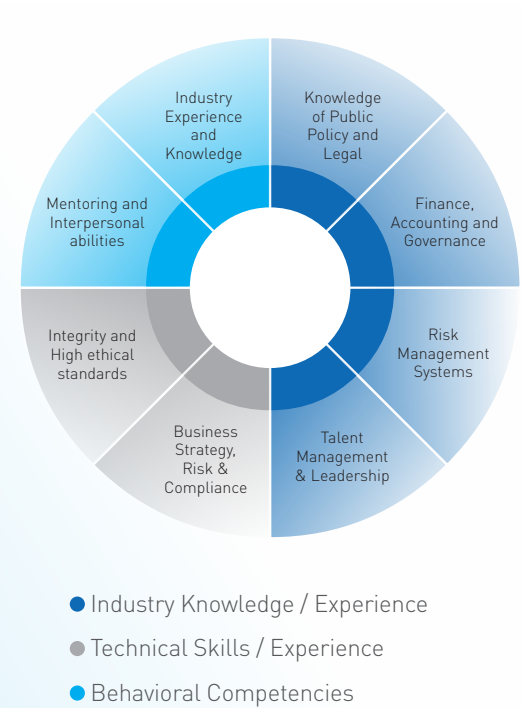 Industry
Experience
and
Knowledge
Knowledge
of Public
Policy and
Legal
Mentoring and
Interpersonal
abilities
Finance,
Accounting and
Governance
Integrity and
High ethical
standards
Risk
Management
Systems
Business
Strategy,
Risk &
Compliance
Talent
Management
& Leadership
Industry Knowledge / Experience
Technical Skills / Experience
Behavioral Competencies